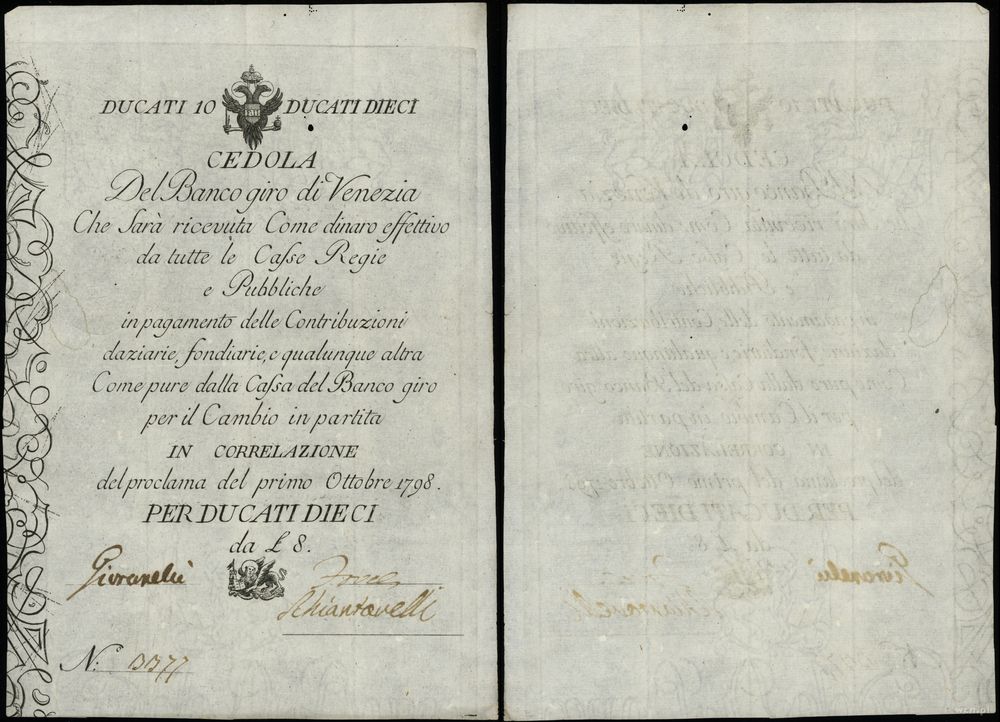 DUCATI 10 DUCATI DIECI
CEDOLA
Del Banco giro di Venezia
Che Sarà ricevuta Come dinaro effettivo
da tutte le Casse Regie
e Pubbliche
in pagamento delle Contribuzioni
daziarie, fondiarie, e qualunque altra
Come pure dalla Cassa del Banco giro
per il Cambio in partita
IN CORRELAZIONE
del proclama del primo Ottobre 1798.
PER DUCATI DIECI
da £ 8.
Giovanelli
Schiantarelli
N.